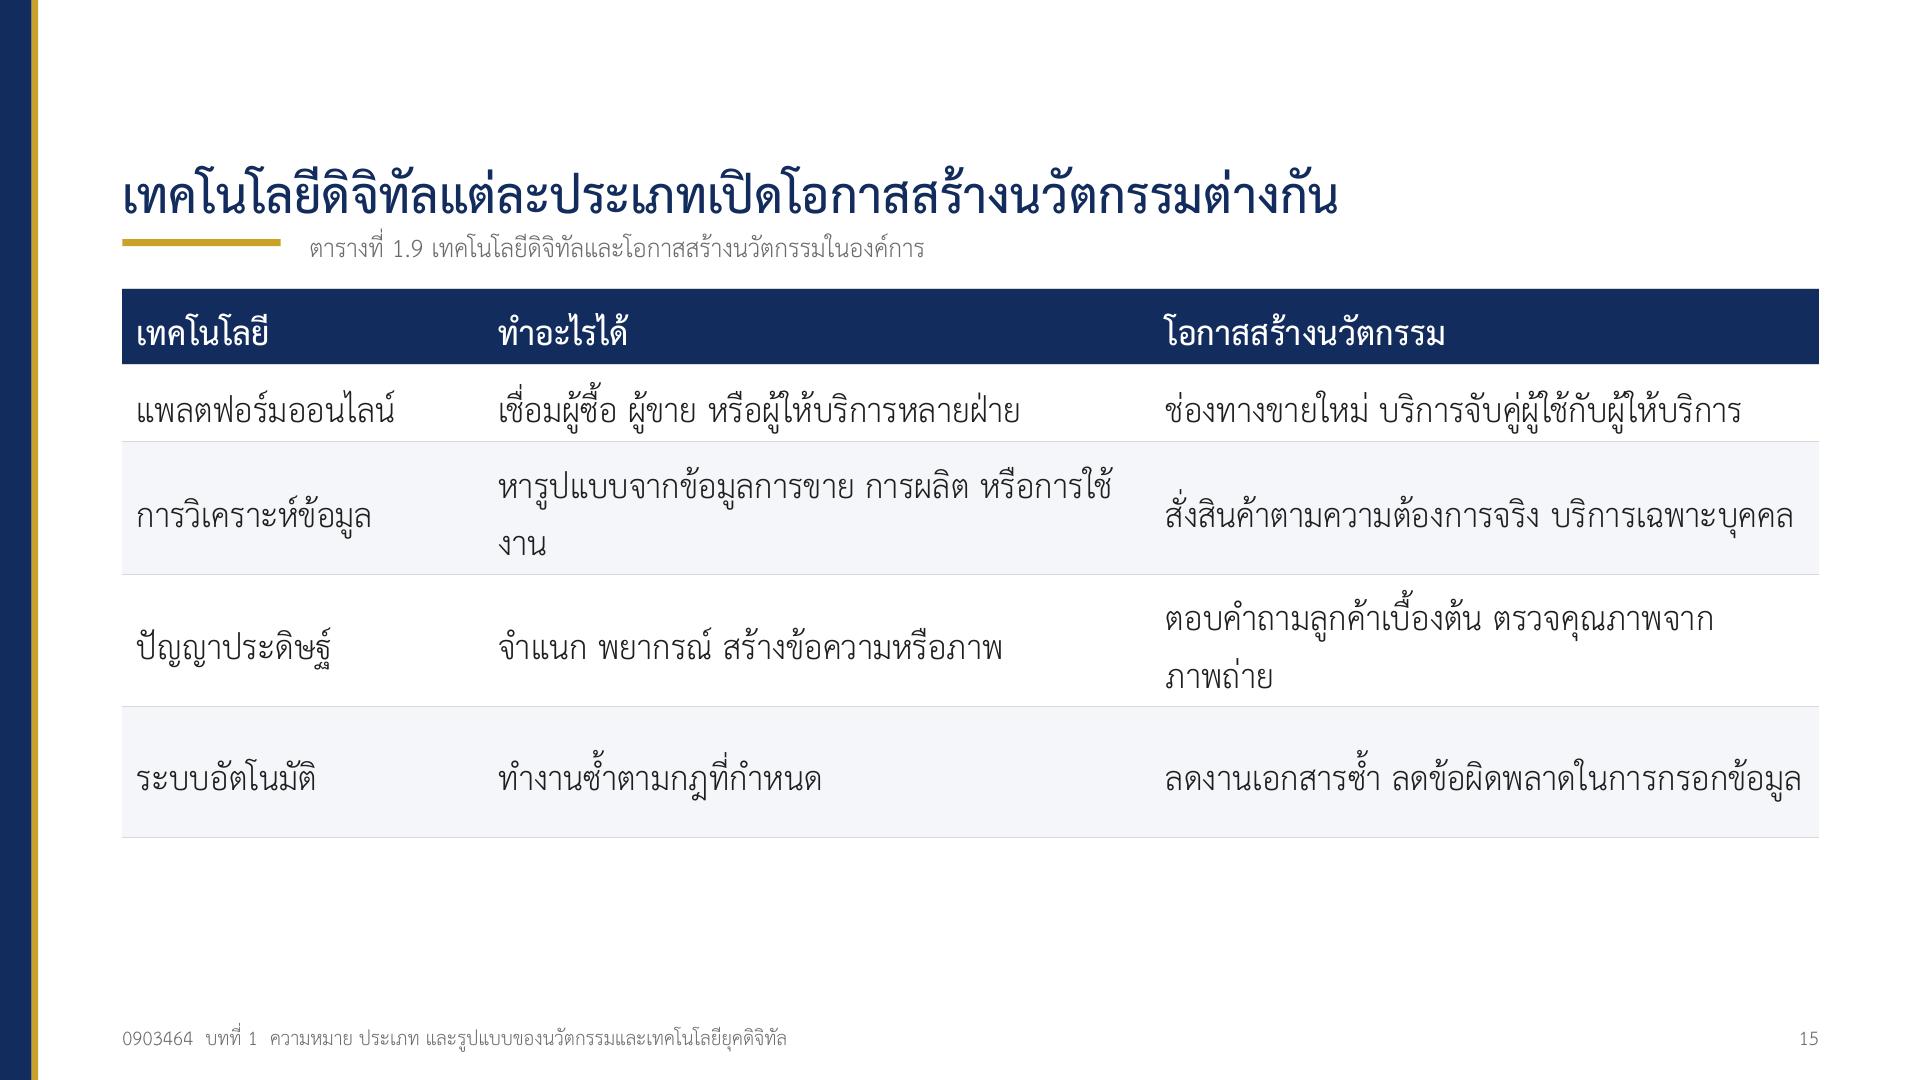 เทคโนโลยีดิจิทัลแต่ละประเภทเปิดโอกาสสร้างนวัตกรรมต่างกัน
ตารางที่ 1.9 เทคโนโลยีดิจิทัลและโอกาสสร้างนวัตกรรมในองค์การ
เทคโนโลยี ทำอะไรได้ โอกาสสร้างนวัตกรรม
แพลตฟอร์มออนไลน์ เชื่อมผู้ซื้อ ผู้ขาย หรือผู้ให้บริการหลายฝ่าย ช่องทางขายใหม่ บริการจับคู่ผู้ใช้กับผู้ให้บริการ
การวิเคราะห์ข้อมูล หารูปแบบจากข้อมูลการขาย การผลิต หรือการใช้
งาน สั่งสินค้าตามความต้องการจริง บริการเฉพาะบุคคล
ปัญญาประดิษฐ์ จำแนก พยากรณ์ สร้างข้อความหรือภาพ ตอบคำถามลูกค้าเบื้องต้น ตรวจคุณภาพจาก
ภาพถ่าย
ระบบอัตโนมัติ ทำงานซ้ำตามกฎที่กำหนด ลดงานเอกสารซ้ำ ลดข้อผิดพลาดในการกรอกข้อมูล
0903464 บทที่ 1 ความหมาย ประเภท และรูปแบบของนวัตกรรมและเทคโนโลยียุคดิจิทัล 15